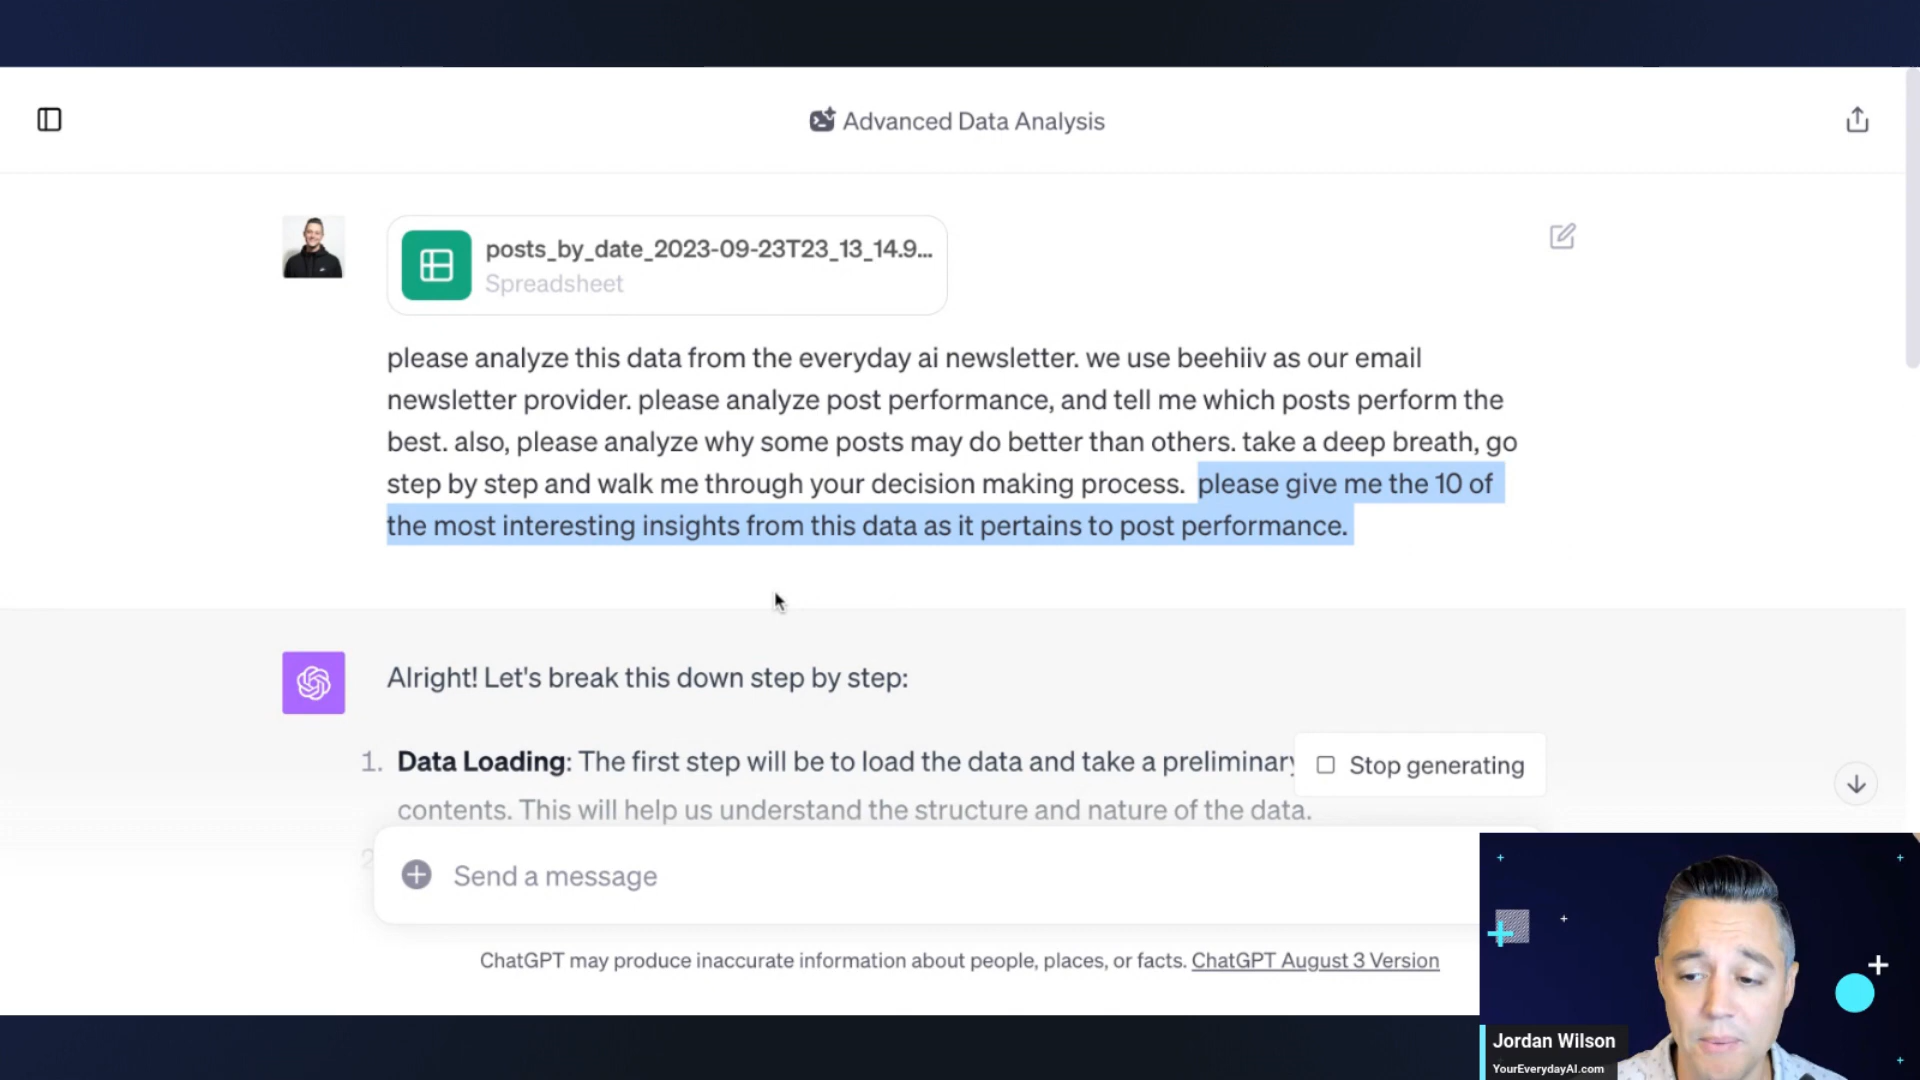 Advanced Data Analysis
posts_by_date_2023-09-23T23_13_14.9...
Spreadsheet
please analyze this data from the everyday ai newsletter. we use beehiiv as our email
newsletter provider. please analyze post performance, and tell me which posts perform the
best. also, please analyze why some posts may do better than others. take a deep breath, go
step by step and walk me through your decision making process.  please give me the 10 of
the most interesting insights from this data as it pertains to post performance.
Alright! Let's break this down step by step:
1. Data Loading: The first step will be to load the data and take a preliminary
Stop generating
contents. This will help us understand the structure and nature of the data.
2
Send a message
ChatGPT may produce inaccurate information about people, places, or facts. ChatGPT August 3 Version
Jordan Wilson
YourEverydayAI.com